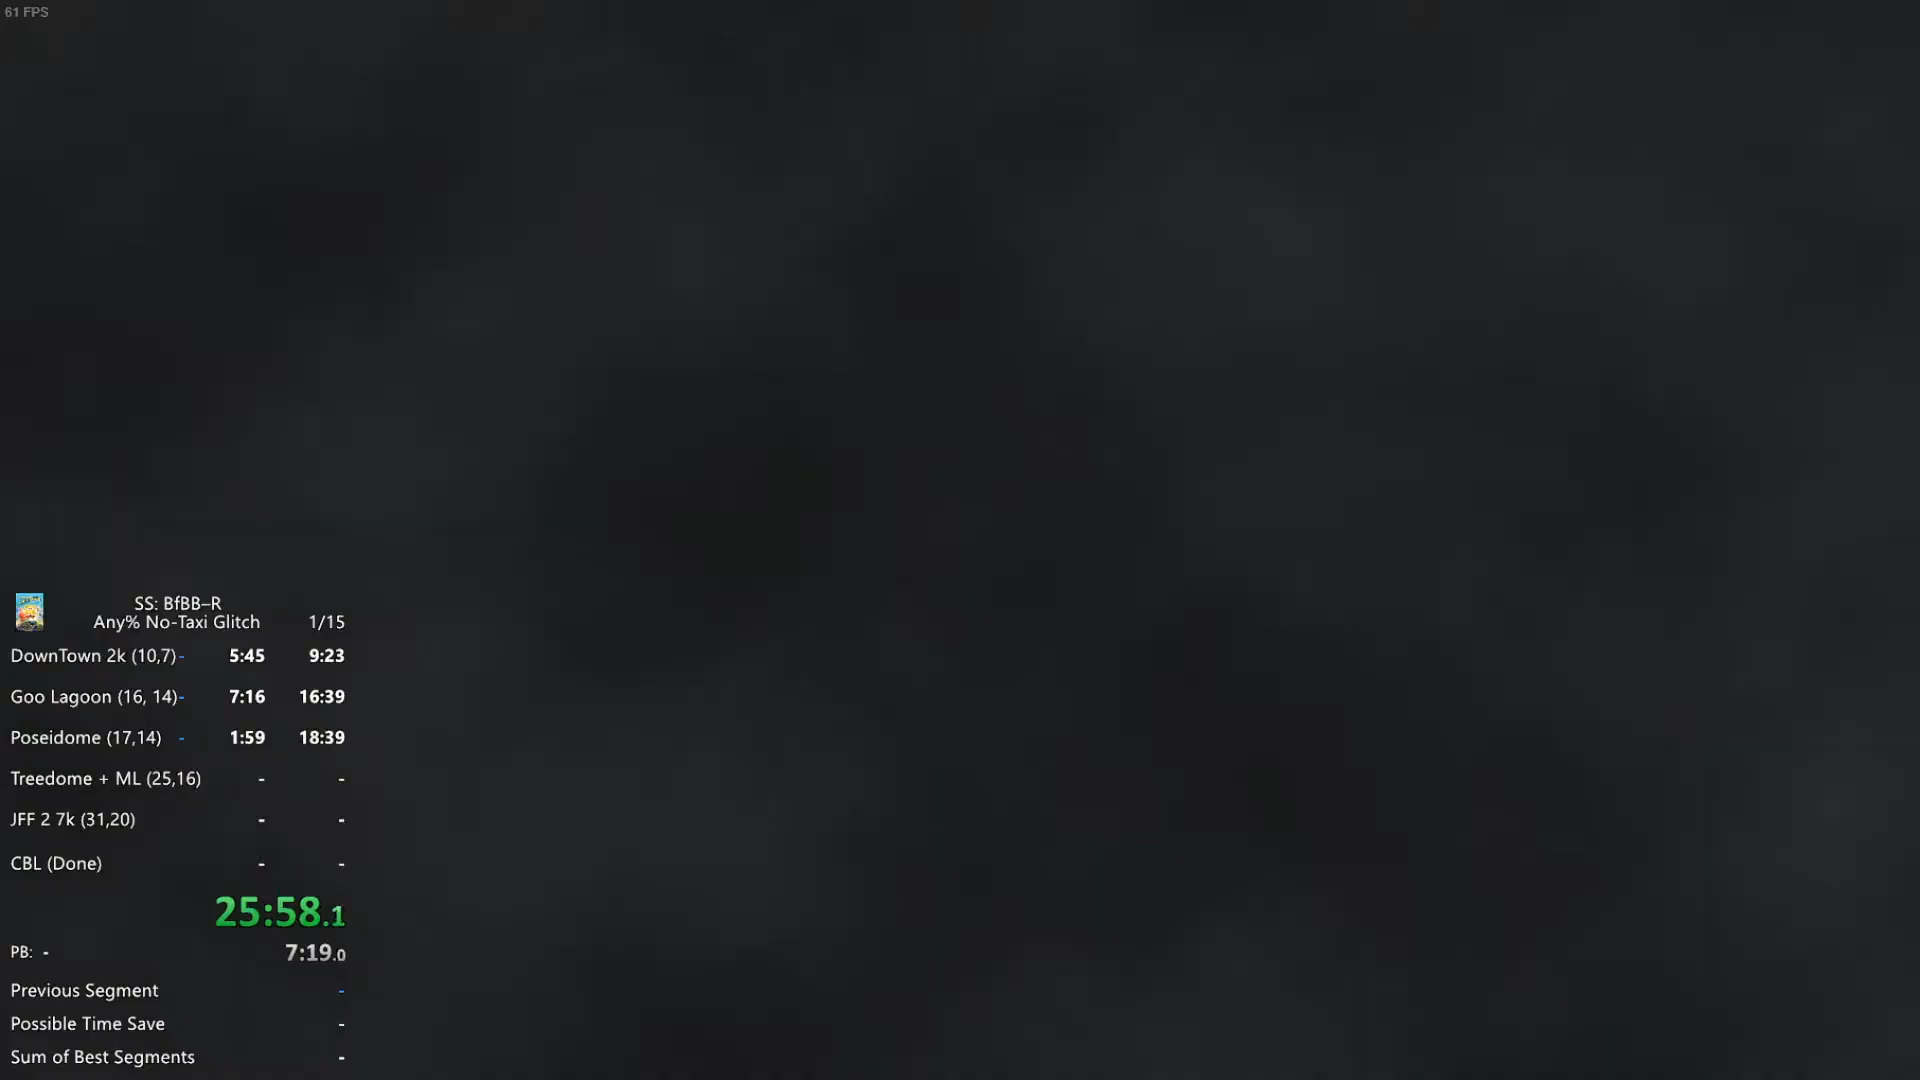 61 FPS
SS: BfBB–R
Any% No-Taxi Glitch 1/15
DownTown 2k (10,7) - 5:45 9:23
Goo Lagoon (16, 14) - 7:16 16:39
Poseidome (17,14) - 1:59 18:39
Treedome + ML (25,16) - -
JFF 2 7k (31,20) - -
CBL (Done) - -
25:58.1
PB: - 7:19.0
Previous Segment -
Possible Time Save -
Sum of Best Segments -